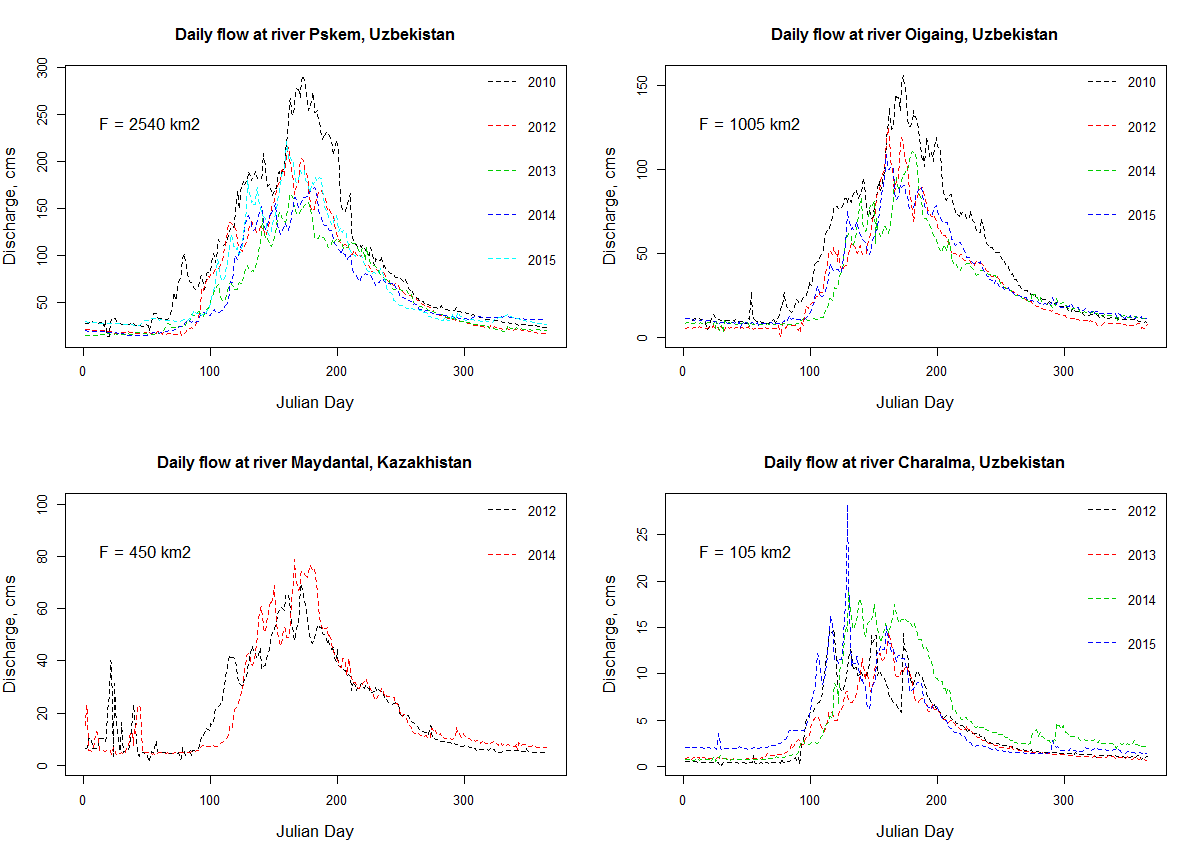 Daily flow at river Pskem, Uzbekistan
Discharge, cms
300
250
200
150
100
50
F = 2540 km2
2010
2012
2013
2014
2015
0 100 200 300
Julian Day
Daily flow at river Oigaing, Uzbekistan
Discharge, cms
150
100
50
0
F = 1005 km2
2010
2012
2014
2015
0 100 200 300
Julian Day
Daily flow at river Maydantal, Kazakhistan
Discharge, cms
100
80
60
40
20
0
F = 450 km2
2012
2014
0 100 200 300
Julian Day
Daily flow at river Charalma, Uzbekistan
Discharge, cms
25
20
15
10
5
0
F = 105 km2
2012
2013
2014
2015
0 100 200 300
Julian Day